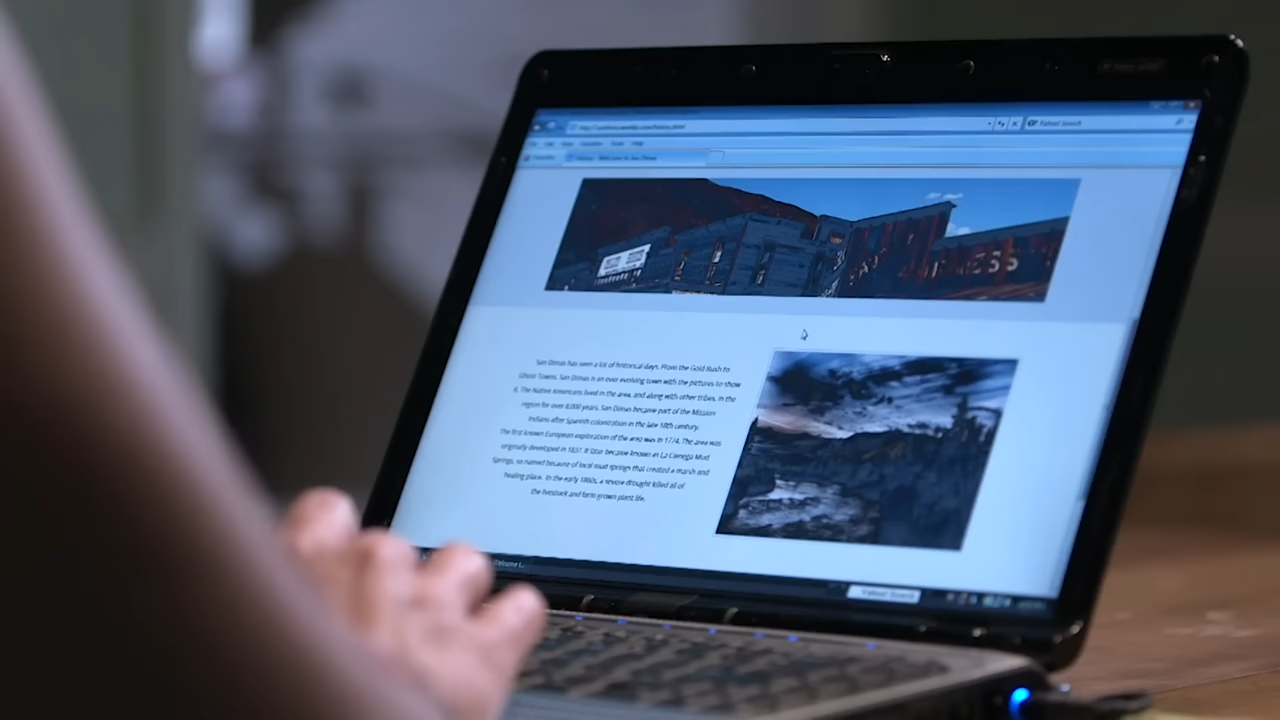 Yahoo! Search
San Dimas has seen a lot of historical days. From the Gold Rush to
Ghost Towns, San Dimas is an ever evolving town with the pictures to show
it. The Native Americans lived in the area, and along with other tribes, in the
region for over 8,000 years. San Dimas became part of the Mission
Indians after Spanish colonization in the late 18th century.
The first known European exploration of the area was in 1774. The area was
originally developed in 1837. It later became known as La Cienega Mud
Springs, so named because of local mud springs that created a marsh and
healing place. In the early 1860s, a severe drought killed all of
the livestock and farm grown plant life.
Yahoo! Search